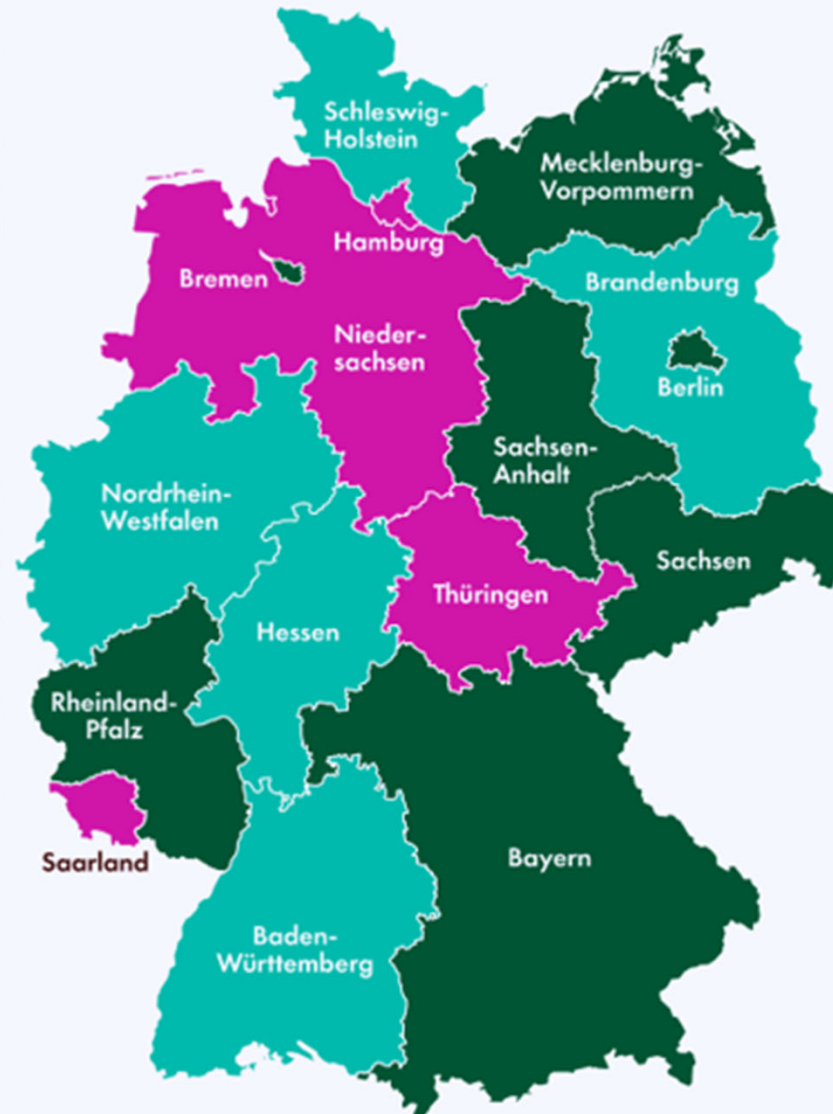 Schleswig-
Holstein
Mecklenburg-
Vorpommern
Hamburg
Bremen
Brandenburg
Nieder-
sachsen
Berlin
Sachsen-
Anhalt
Nordrhein-
Westfalen
Sachsen
Thüringen
Hessen
Rheinland-
Pfalz
Saarland
Bayern
Baden-
Württemberg